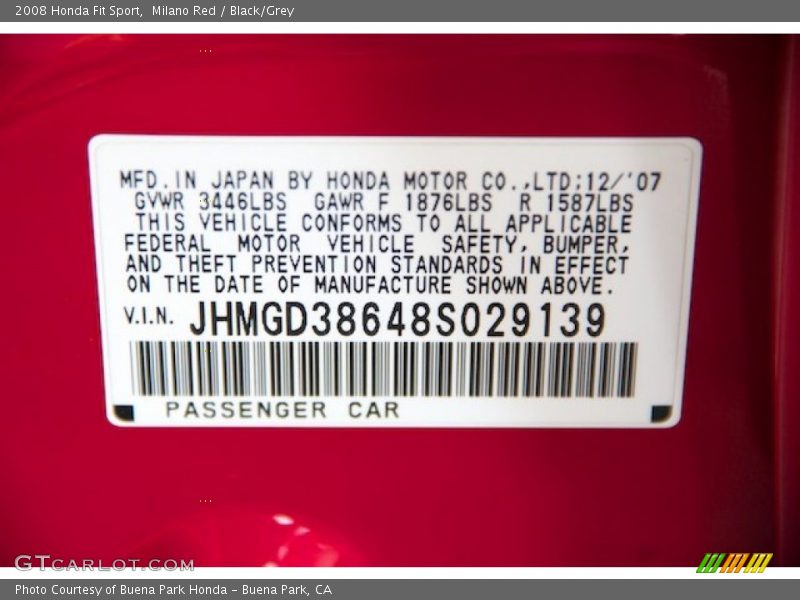 2008 Honda Fit Sport,  Milano Red / Black/Grey
MFD.IN JAPAN BY HONDA MOTOR CO.,LTD;12/'07
GVWR 3446LBS GAWR F 1876LBS R 1587LBS
THIS VEHICLE CONFORMS TO ALL APPLICABLE
FEDERAL MOTOR VEHICLE SAFETY, BUMPER,
AND THEFT PREVENTION STANDARDS IN EFFECT
ON THE DATE OF MANUFACTURE SHOWN ABOVE.
V.I.N. JHMGD38648S029139
PASSENGER CAR
GTCARLOT.COM
Photo Courtesy of Buena Park Honda - Buena Park, CA